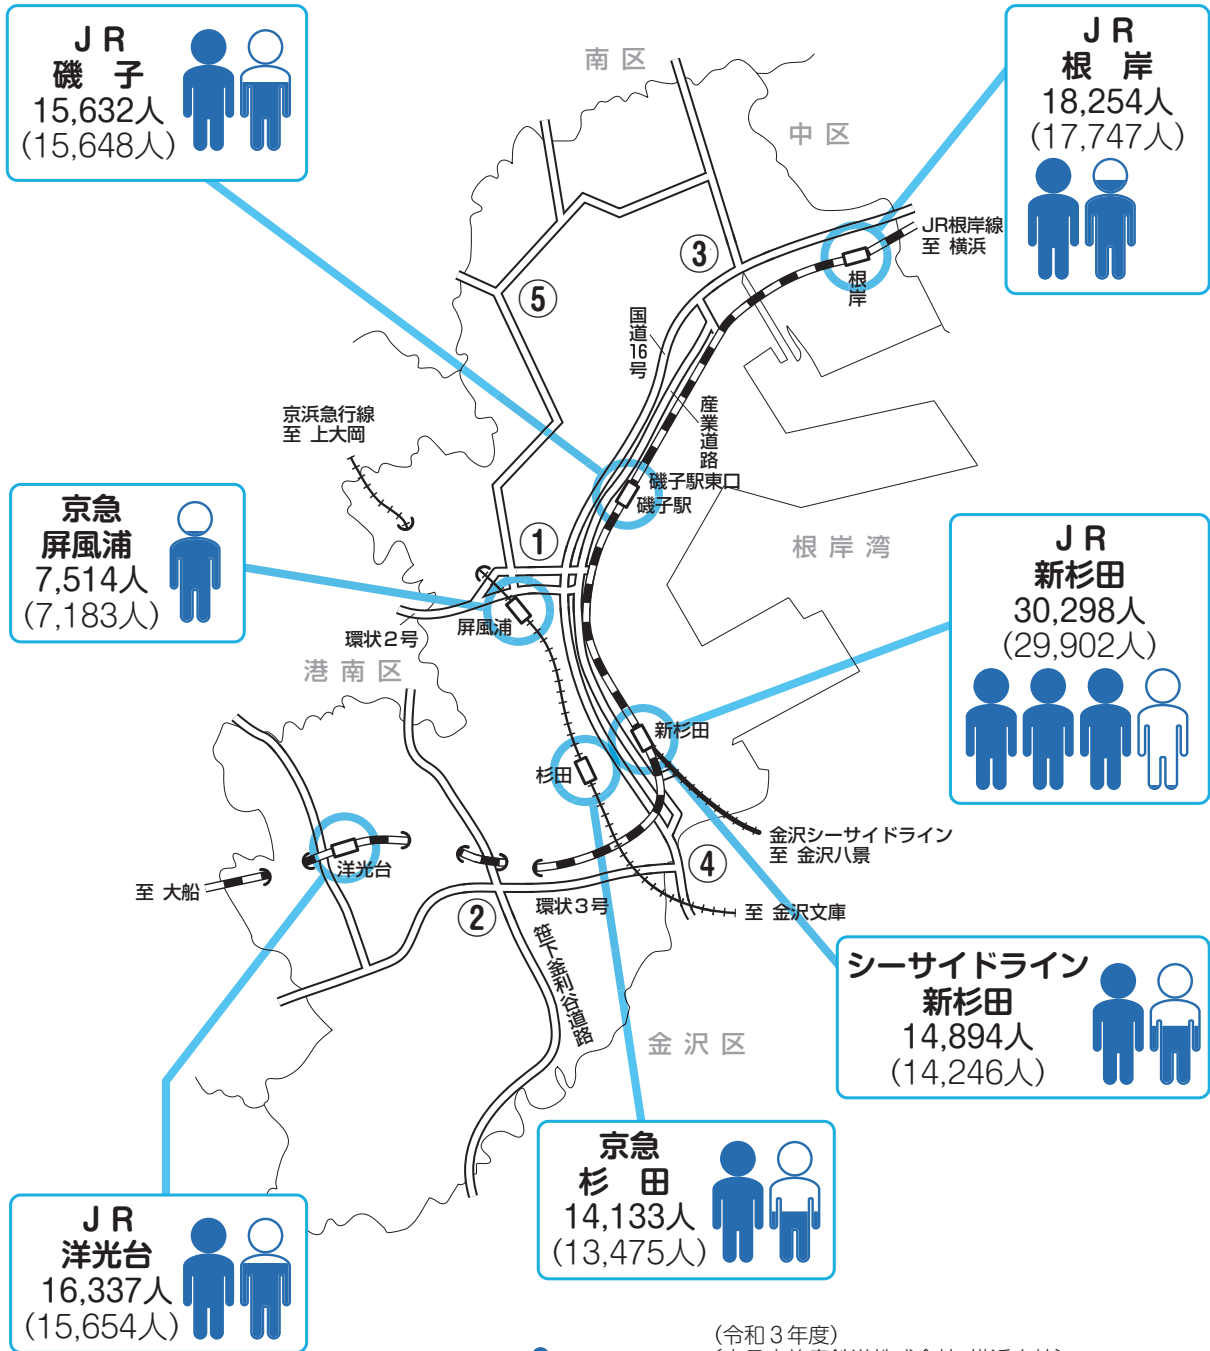 ＪＲ
磯　子
15,632人
(15,648人)
ＪＲ
根　岸
18,254人
(17,747人)
南区
中区
JR根岸線
至 横浜
根岸
③
⑤
国道16号
産業道路
京浜急行線
至 上大岡
磯子駅東口
磯子駅
京急
屏風浦
7,514人
(7,183人)
①
根岸湾
ＪＲ
新杉田
30,298人
(29,902人)
屏風浦
環状２号
港南区
新杉田
杉田
金沢シーサイドライン
至 金沢八景
洋光台
④
至 大船
②
環状３号
至 金沢文庫
笹下釜利谷道路
シーサイドライン
新杉田
14,894人
(14,246人)
金沢区
京急
杉　田
14,133人
(13,475人)
ＪＲ
洋光台
16,337人
(15,654人)
(令和３年度)